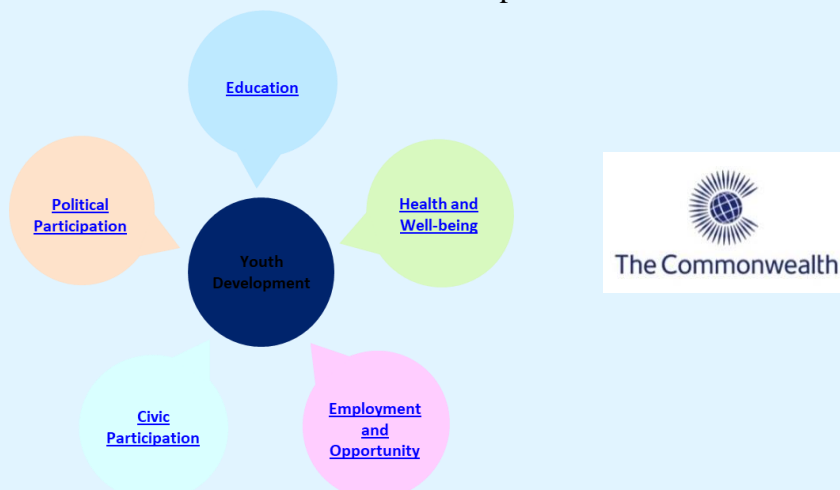 Education
Political
Participation
Health and
Well-being
Youth
Development
The Commonwealth
Civic
Participation
Employment
and
Opportunity